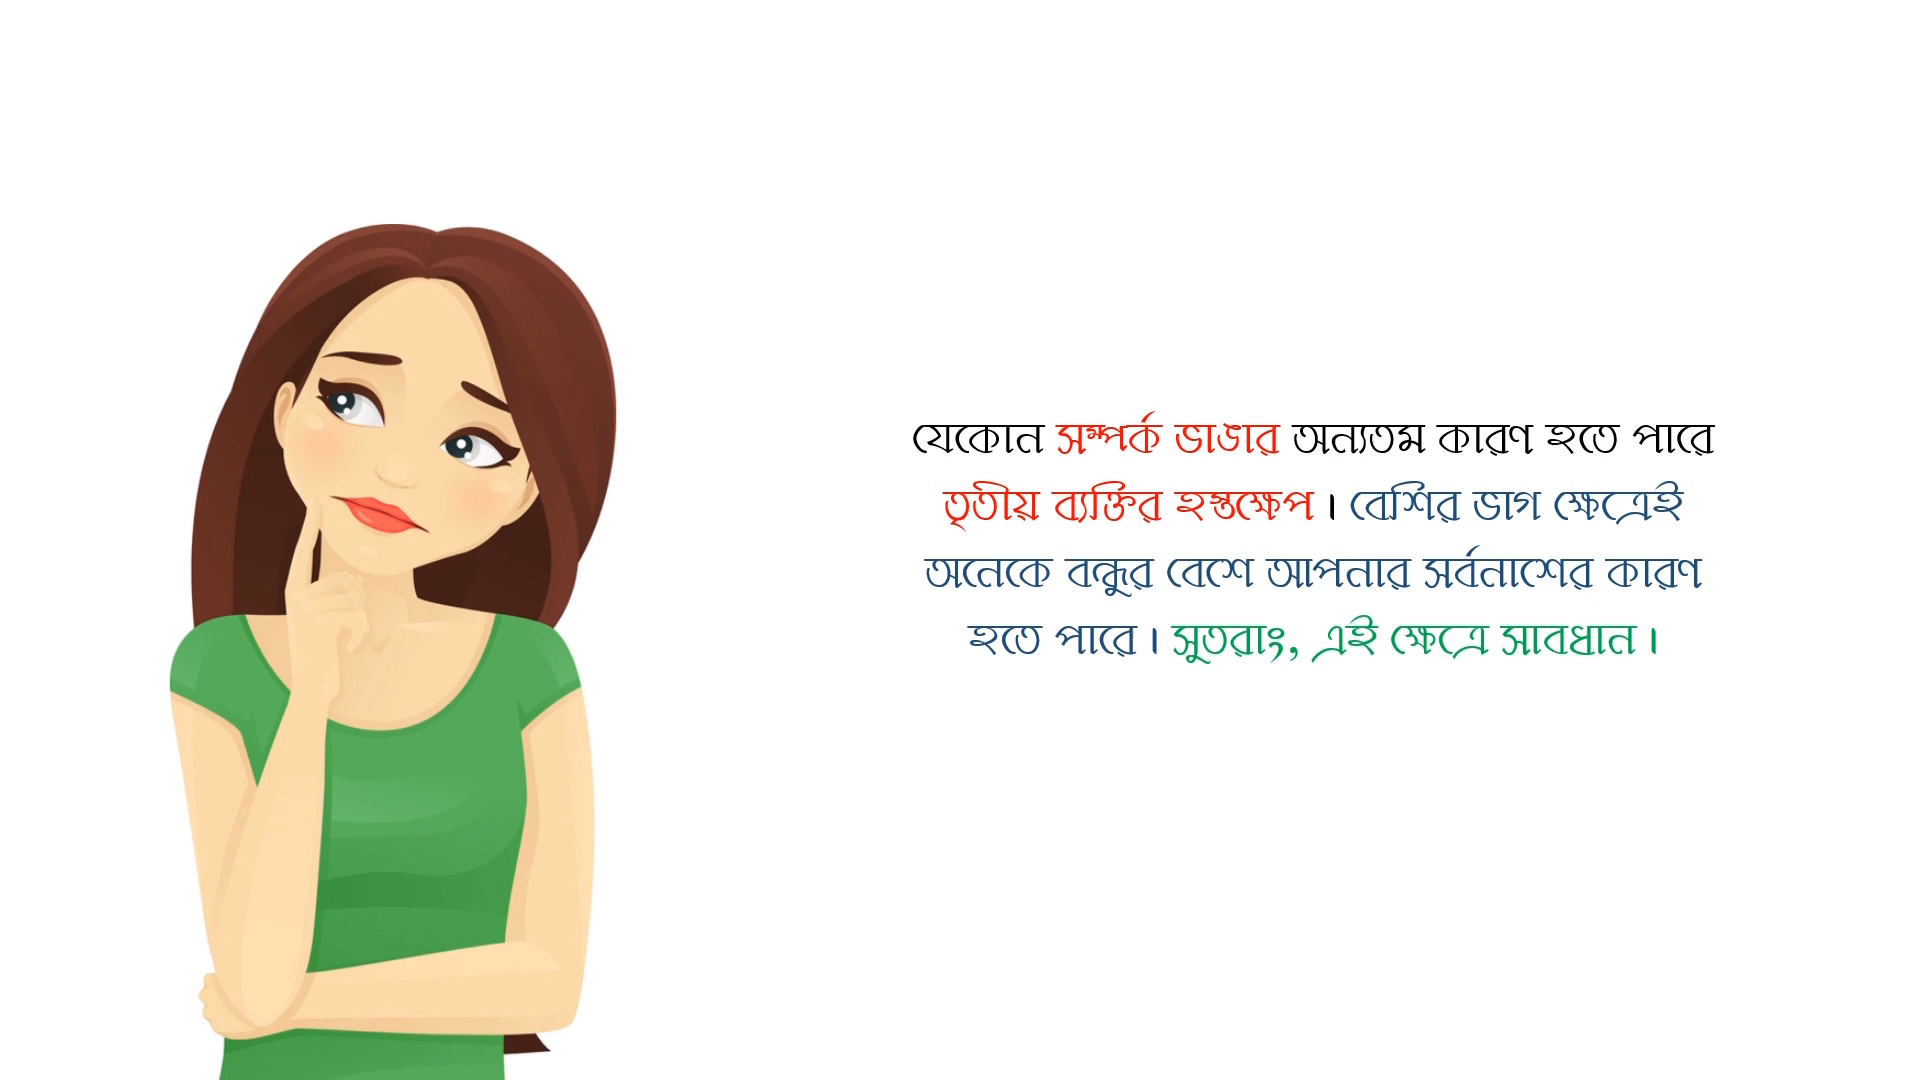 যেকোন সম্পর্ক ভাঙার অন্যতম কারণ হতে পারে
তৃতীয় ব্যক্তির হস্তক্ষেপ । বেশির ভাগ ক্ষেত্রেই
অনেকে বন্ধুর বেশে আপনার সর্বনাশের কারণ
হতে পারে । সুতরাং, এই ক্ষেত্রে সাবধান ।